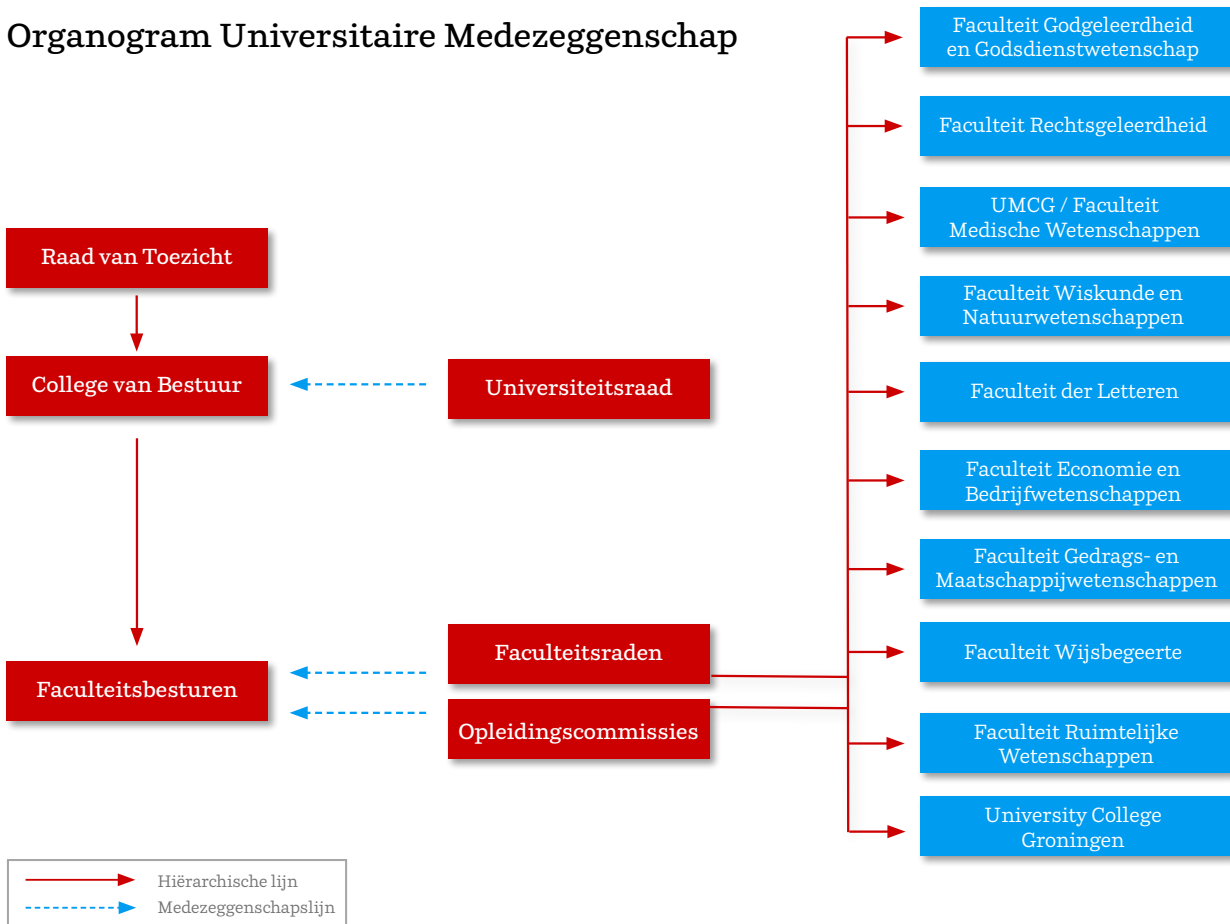 Organogram Universitaire Medezeggenschap
Raad van Toezicht
College van Bestuur
Universiteitsraad
Faculteitsbesturen
Faculteitsraden
Opleidingscommissies
Faculteit Godgeleerdheid
en Godsdienstwetenschap
Faculteit Rechtsgeleerdheid
UMCG / Faculteit
Medische Wetenschappen
Faculteit Wiskunde en
Natuurwetenschappen
Faculteit der Letteren
Faculteit Economie en
Bedrijfwetenschappen
Faculteit Gedrags- en
Maatschappijwetenschappen
Faculteit Wijsbegeerte
Faculteit Ruimtelijke
Wetenschappen
University College
Groningen
Hiërarchische lijn
Medezeggenschapslijn